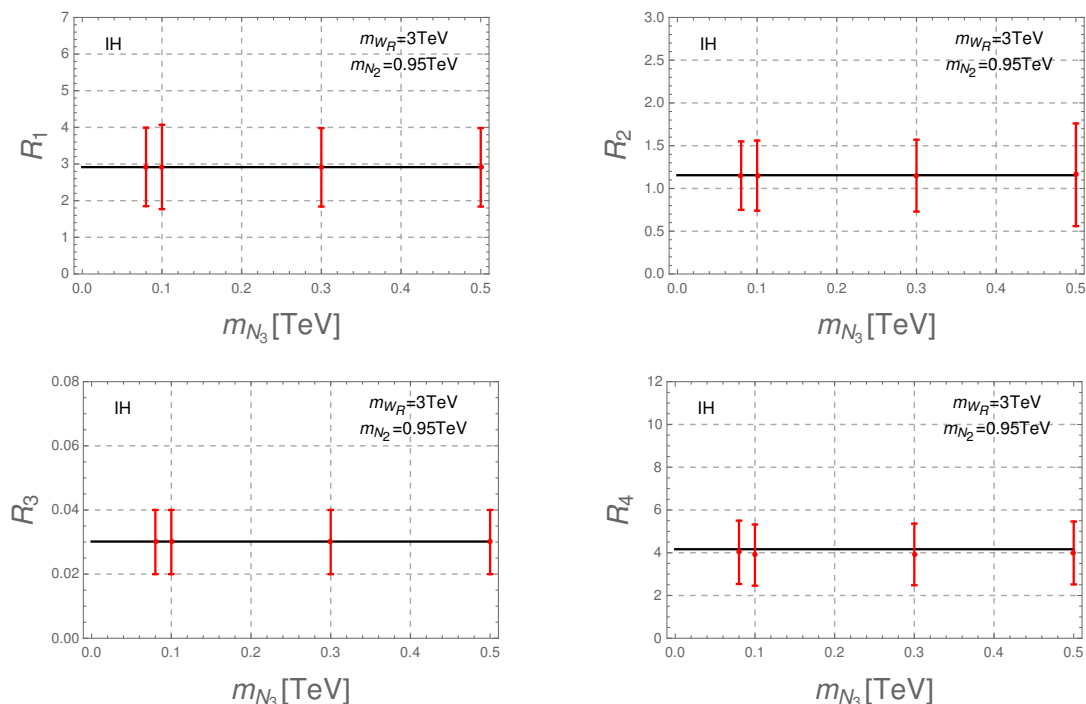 IH
m_{W_R}=3TeV
m_{N_2}=0.95TeV
R_1
7
6
5
4
3
2
1
0
0.0 0.1 0.2 0.3 0.4 0.5
m_{N_3}[TeV]
IH
m_{W_R}=3TeV
m_{N_2}=0.95TeV
R_2
3.0
2.5
2.0
1.5
1.0
0.5
0.0
0.0 0.1 0.2 0.3 0.4 0.5
m_{N_3}[TeV]
IH
m_{W_R}=3TeV
m_{N_2}=0.95TeV
R_3
0.08
0.06
0.04
0.02
0.00
0.0 0.1 0.2 0.3 0.4 0.5
m_{N_3}[TeV]
IH
m_{W_R}=3TeV
m_{N_2}=0.95TeV
R_4
12
10
8
6
4
2
0
0.0 0.1 0.2 0.3 0.4 0.5
m_{N_3}[TeV]